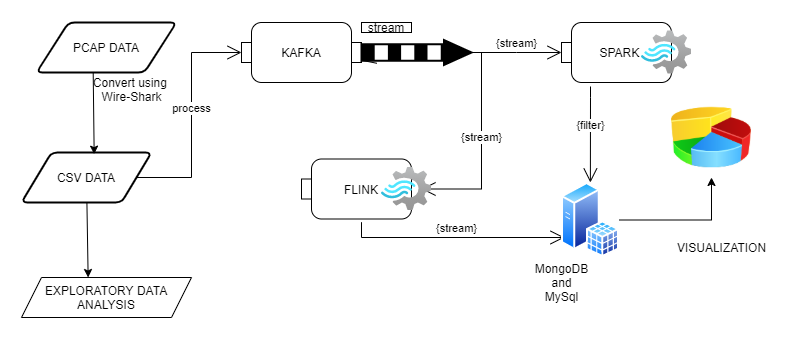 PCAP DATA
Convert using
Wire-Shark
CSV DATA
process
EXPLORATORY DATA
ANALYSIS
KAFKA
stream
{stream}
SPARK
{stream}
{filter}
FLINK
{stream}
MongoDB
and
MySql
VISUALIZATION